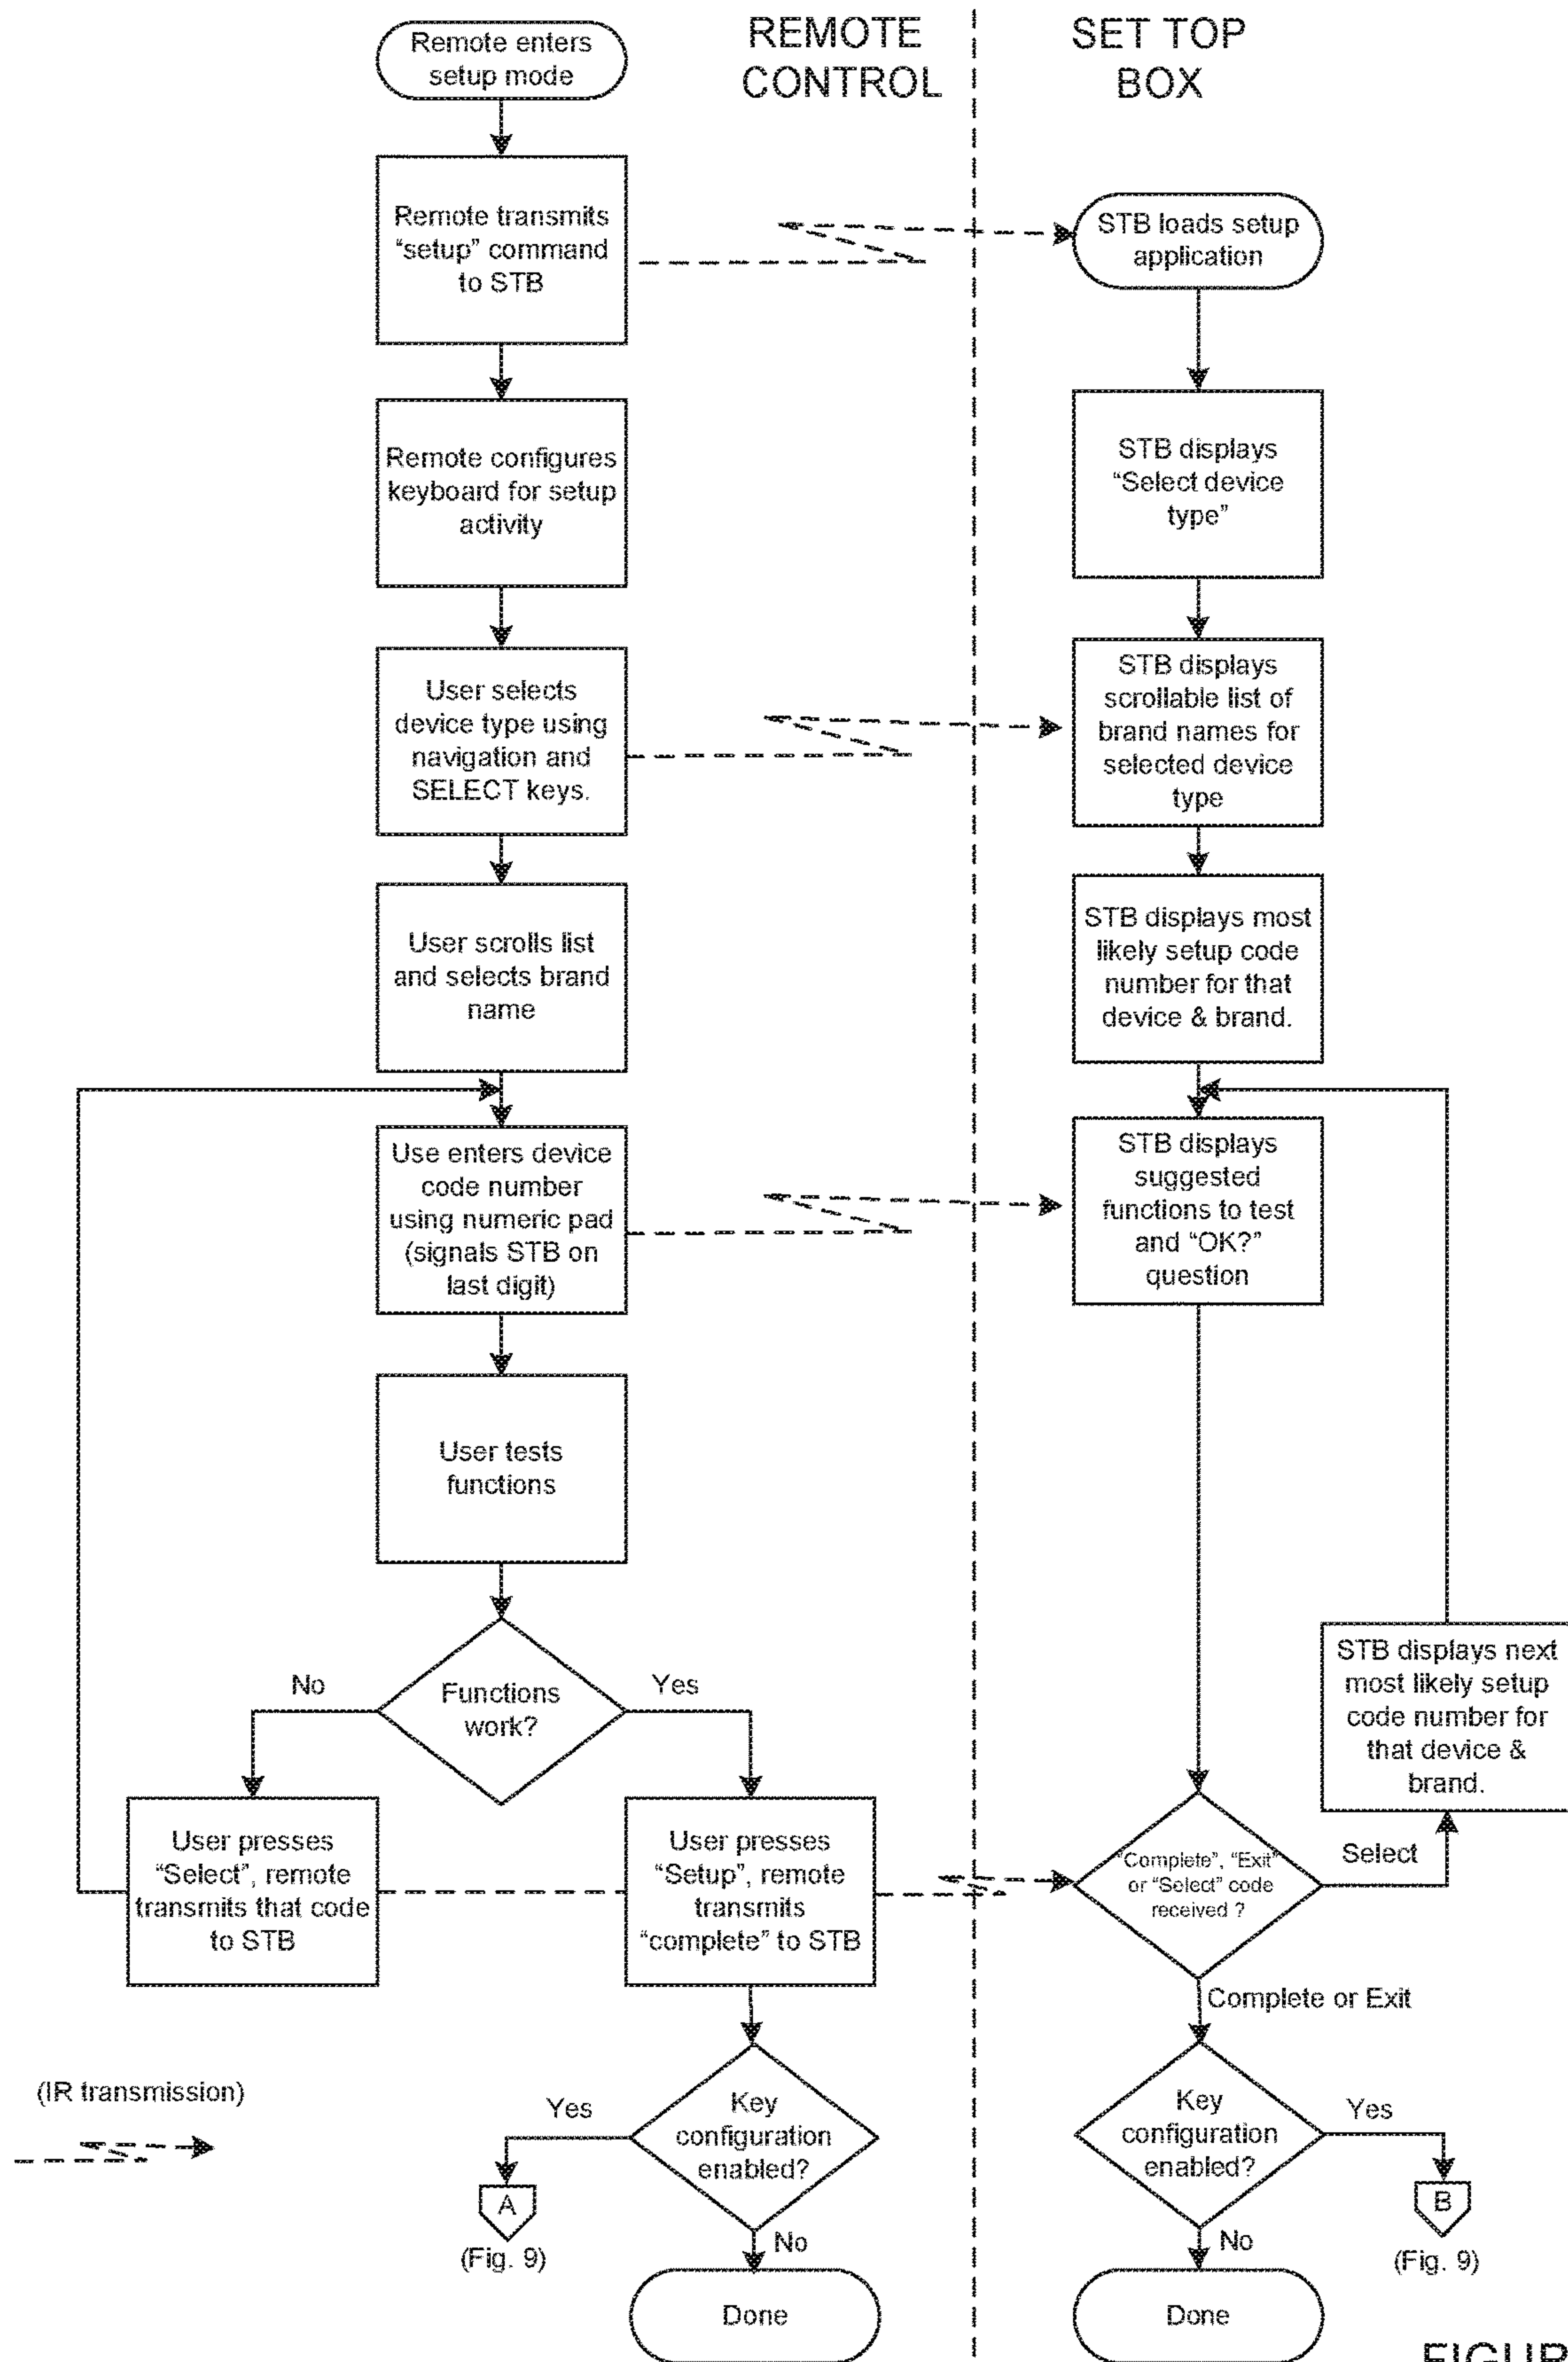 REMOTE
CONTROL
SET TOP
BOX
Remote enters
setup mode
Remote transmits
“setup” command
to STB
STB loads setup
application
Remote configures
keyboard for setup
activity
STB displays
“Select device
type”
User selects
device type using
navigation and
SELECT keys.
STB displays
scrollable list of
brand names for
selected device
type
User scrolls list
and selects brand
name
STB displays most
likely setup code
number for that
device & brand.
Use enters device
code number
using numeric pad
(signals STB on
last digit)
STB displays
suggested
functions to test
and “OK?”
question
User tests
functions
Functions
work?
No
Yes
STB displays next
most likely setup
code number for
that device &
brand.
User presses
“Select”, remote
transmits that code
to STB
User presses
“Setup”, remote
transmits
“complete” to STB
“Complete”, “Exit”
or “Select” code
received ?
Select
Complete or Exit
(IR transmission)
Key
configuration
enabled?
Yes
No
A
(Fig. 9)
Done
Key
configuration
enabled?
Yes
No
B
(Fig. 9)
Done